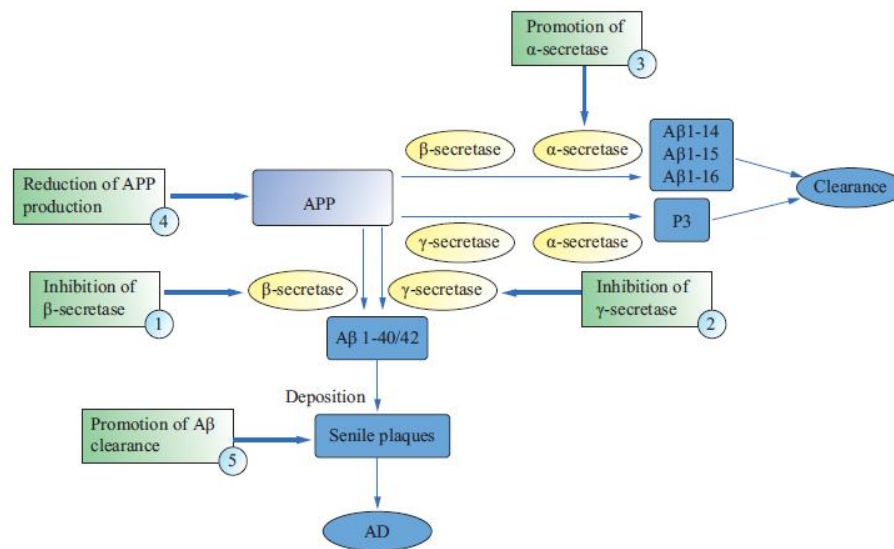 Promotion of
α-secretase
3
β-secretase
α-secretase
Aβ1-14
Aβ1-15
Aβ1-16
Clearance
Reduction of APP
production
4
APP
P3
γ-secretase
α-secretase
Inhibition of
β-secretase
1
β-secretase
γ-secretase
Inhibition of
γ-secretase
2
Aβ 1-40/42
Deposition
Promotion of Aβ
clearance
5
Senile plaques
AD